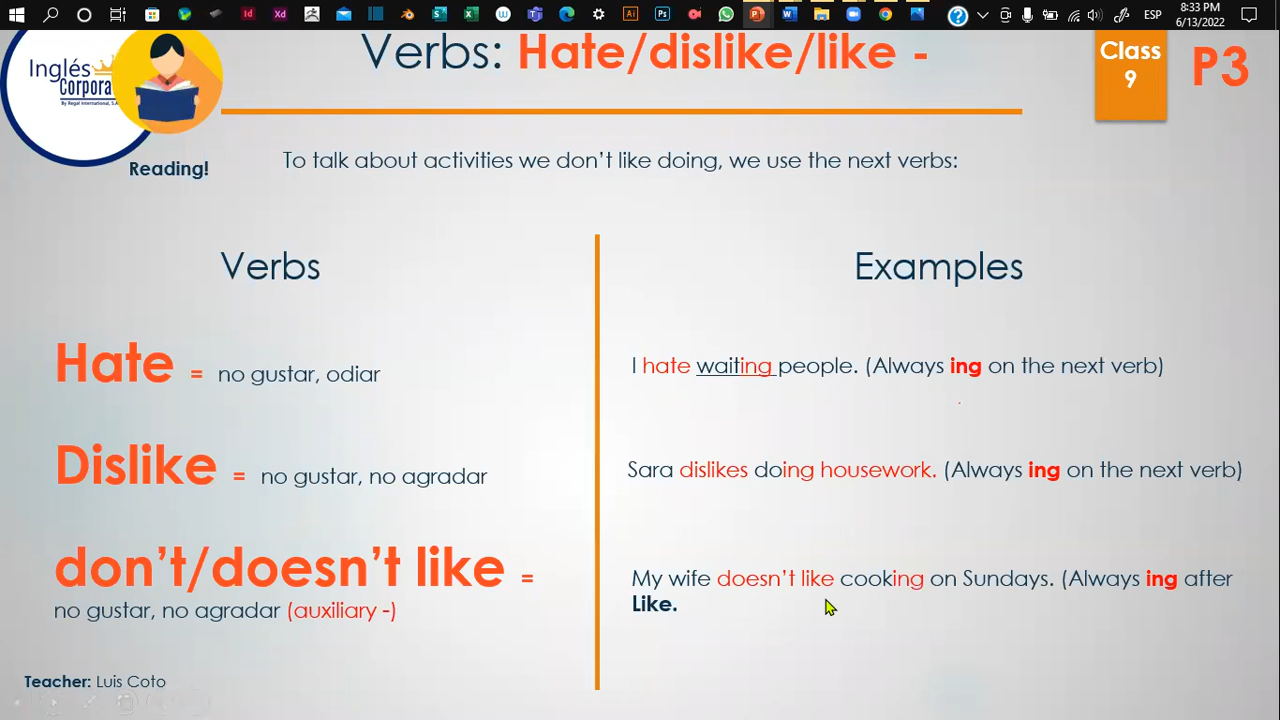 8:33 PM
ESP
6/13/2022
Verbs: Hate/dislike/like -
Class
9
P3
Inglés
Corpora
By Regal International, S.A
Reading!
To talk about activities we don’t like doing, we use the next verbs:
Verbs
Examples
Hate = no gustar, odiar
I hate waiting people. (Always ing on the next verb)
Dislike = no gustar, no agradar
Sara dislikes doing housework. (Always ing on the next verb)
don’t/doesn’t like =
no gustar, no agradar (auxiliary -)
My wife doesn’t like cooking on Sundays. (Always ing after
Like.
Teacher: Luis Coto